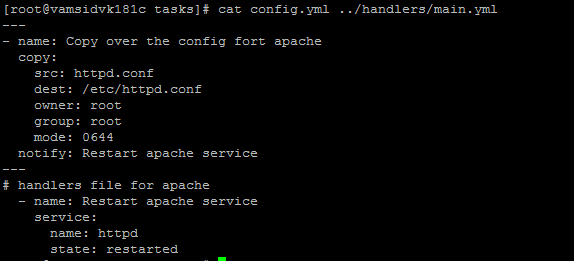 [root@vamsidvk181c tasks]# cat config.yml ../handlers/main.yml
---
- name: Copy over the config fort apache
  copy:
    src: httpd.conf
    dest: /etc/httpd.conf
    owner: root
    group: root
    mode: 0644
  notify: Restart apache service
---
# handlers file for apache
  - name: Restart apache service
    service:
      name: httpd
      state: restarted